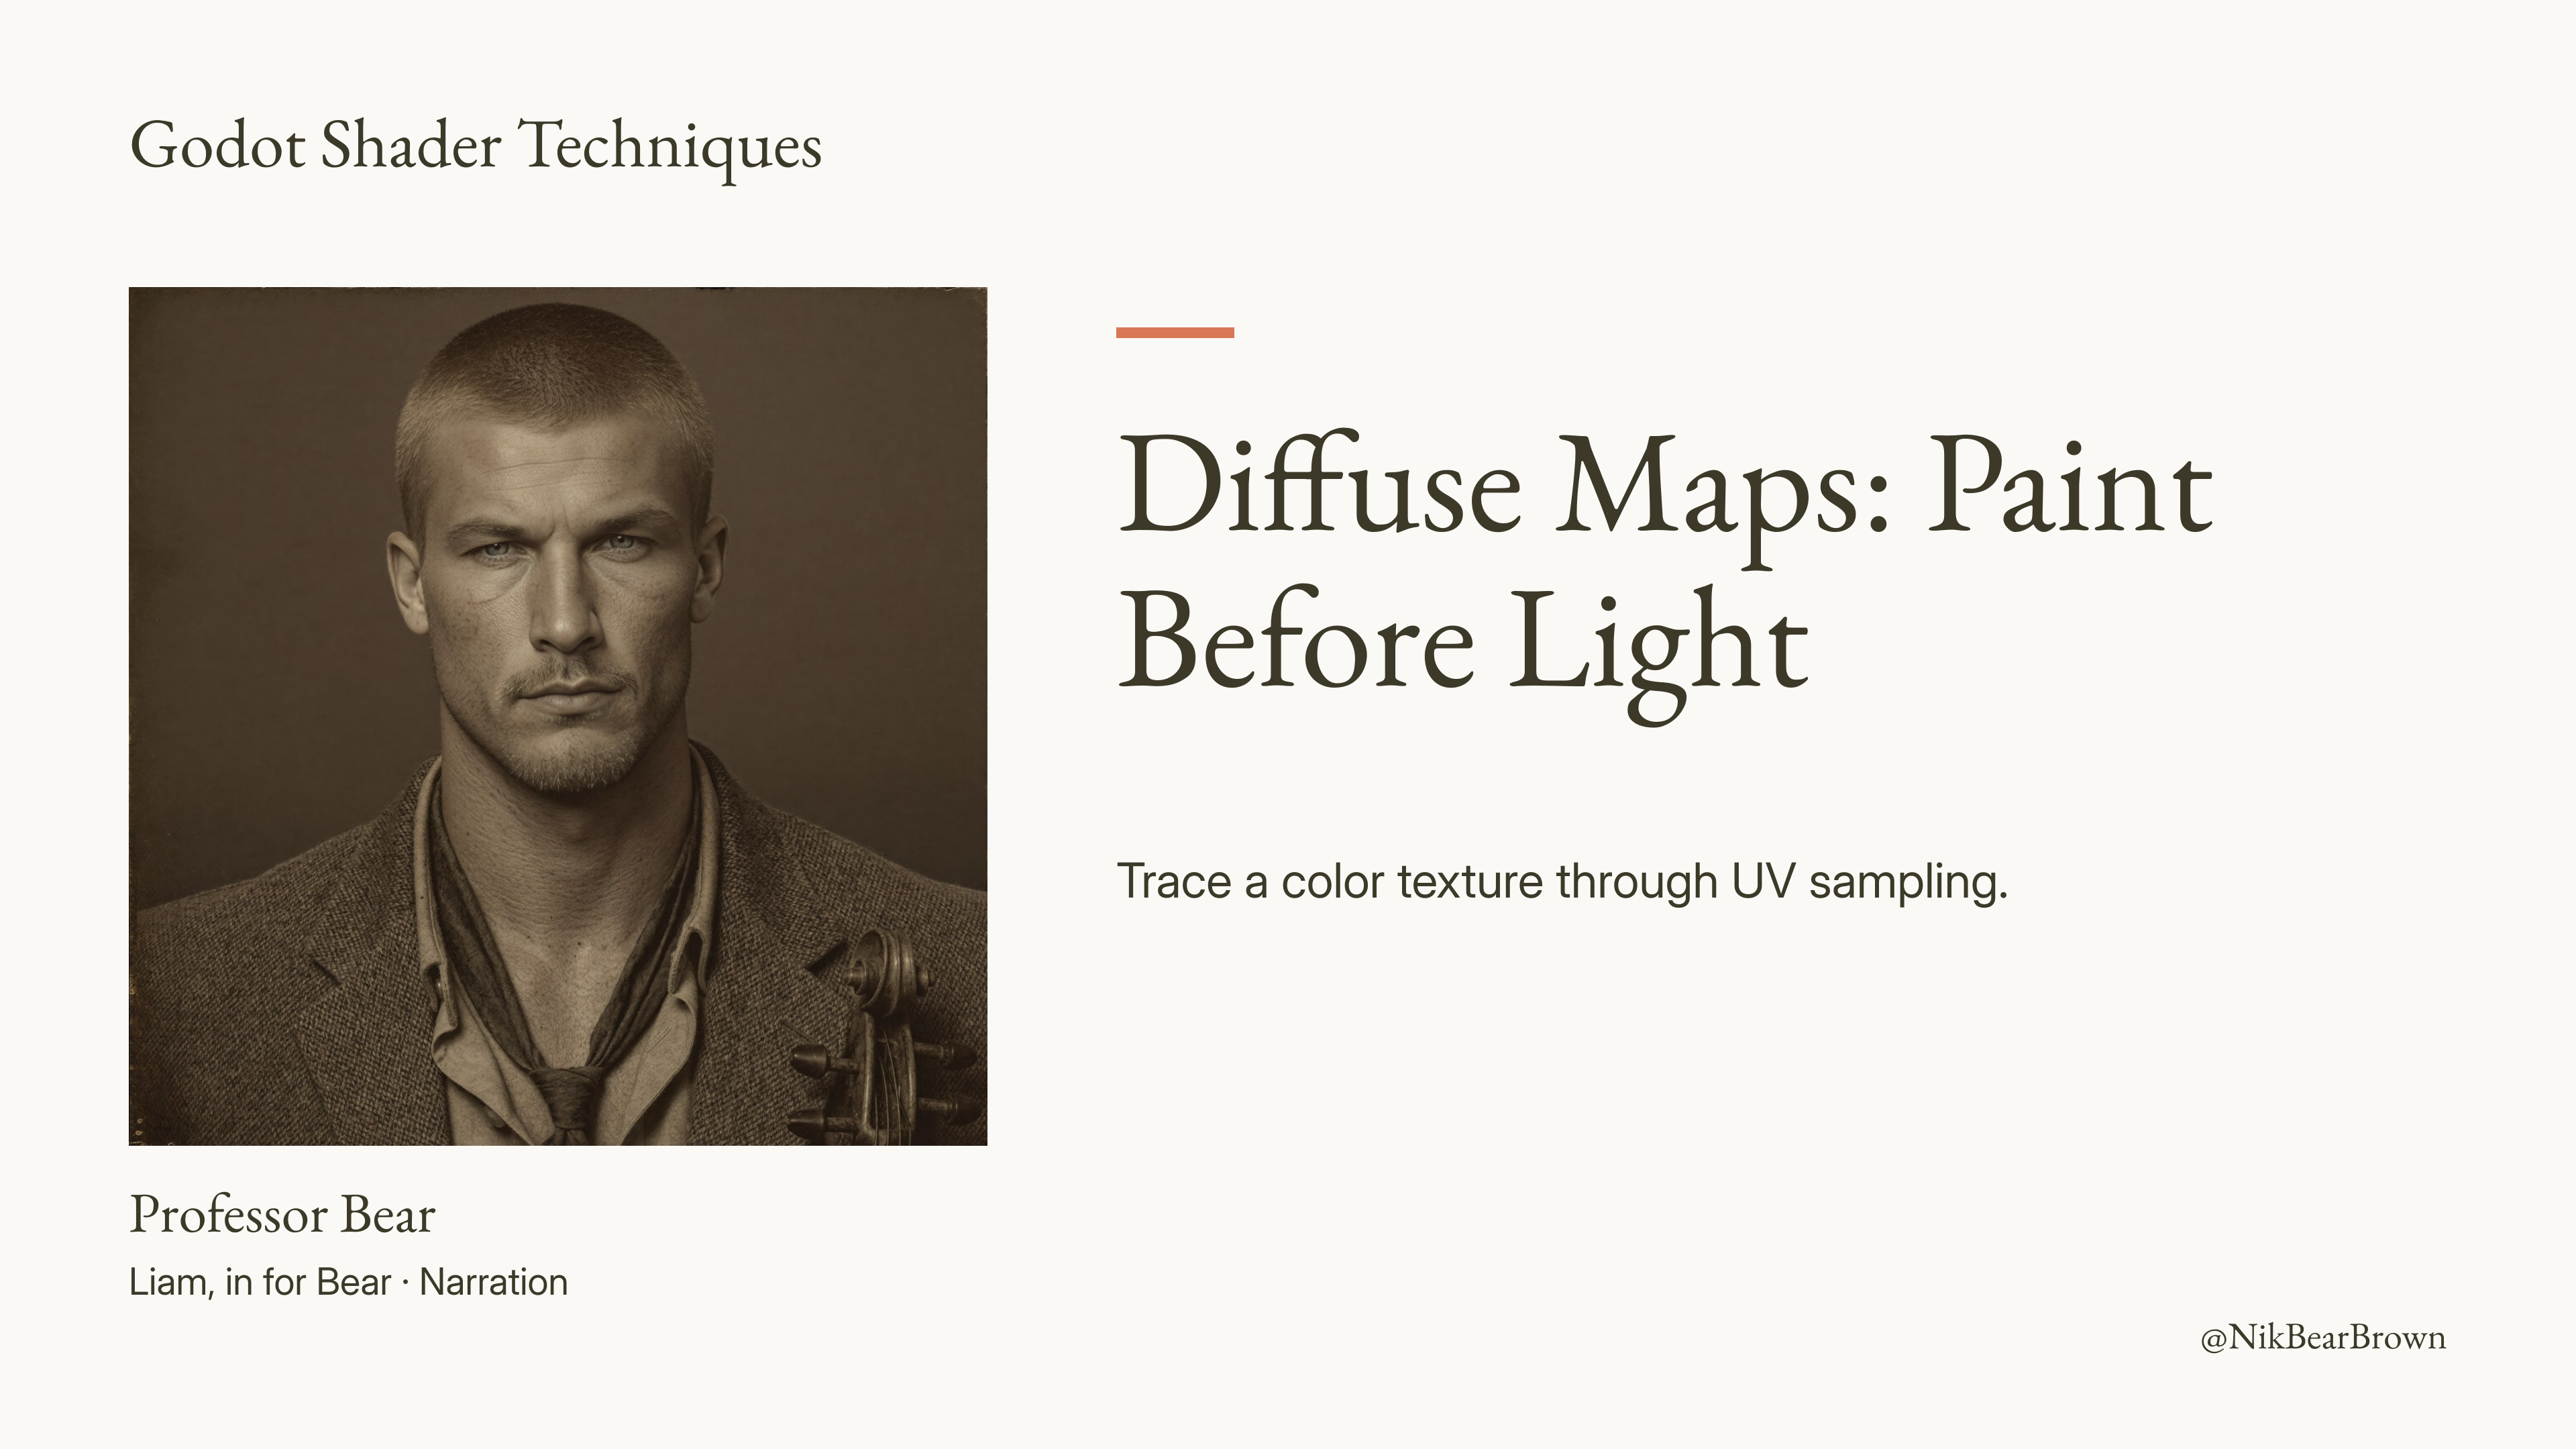 Godot Shader Techniques
Diffuse Maps: Paint
Before Light
Trace a color texture through UV sampling.
Professor Bear
Liam, in for Bear · Narration
@NikBearBrown